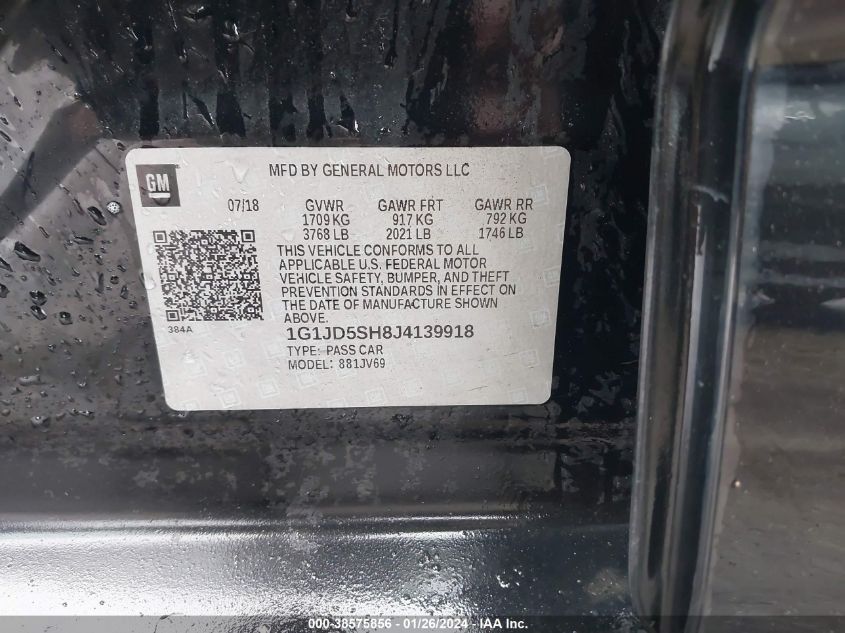 GM
MFD BY GENERAL MOTORS LLC
07/18 GVWR GAWR FRT GAWR RR
1709 KG 917 KG 792 KG
3768 LB 2021 LB 1746 LB
THIS VEHICLE CONFORMS TO ALL
APPLICABLE U.S. FEDERAL MOTOR
VEHICLE SAFETY, BUMPER, AND THEFT
PREVENTION STANDARDS IN EFFECT ON
THE DATE OF MANUFACTURE SHOWN
ABOVE.
384A
1G1JD5SH8J4139918
TYPE: PASS CAR
MODEL: 881JV69
000-38575856 - 01/26/2024 - IAA Inc.